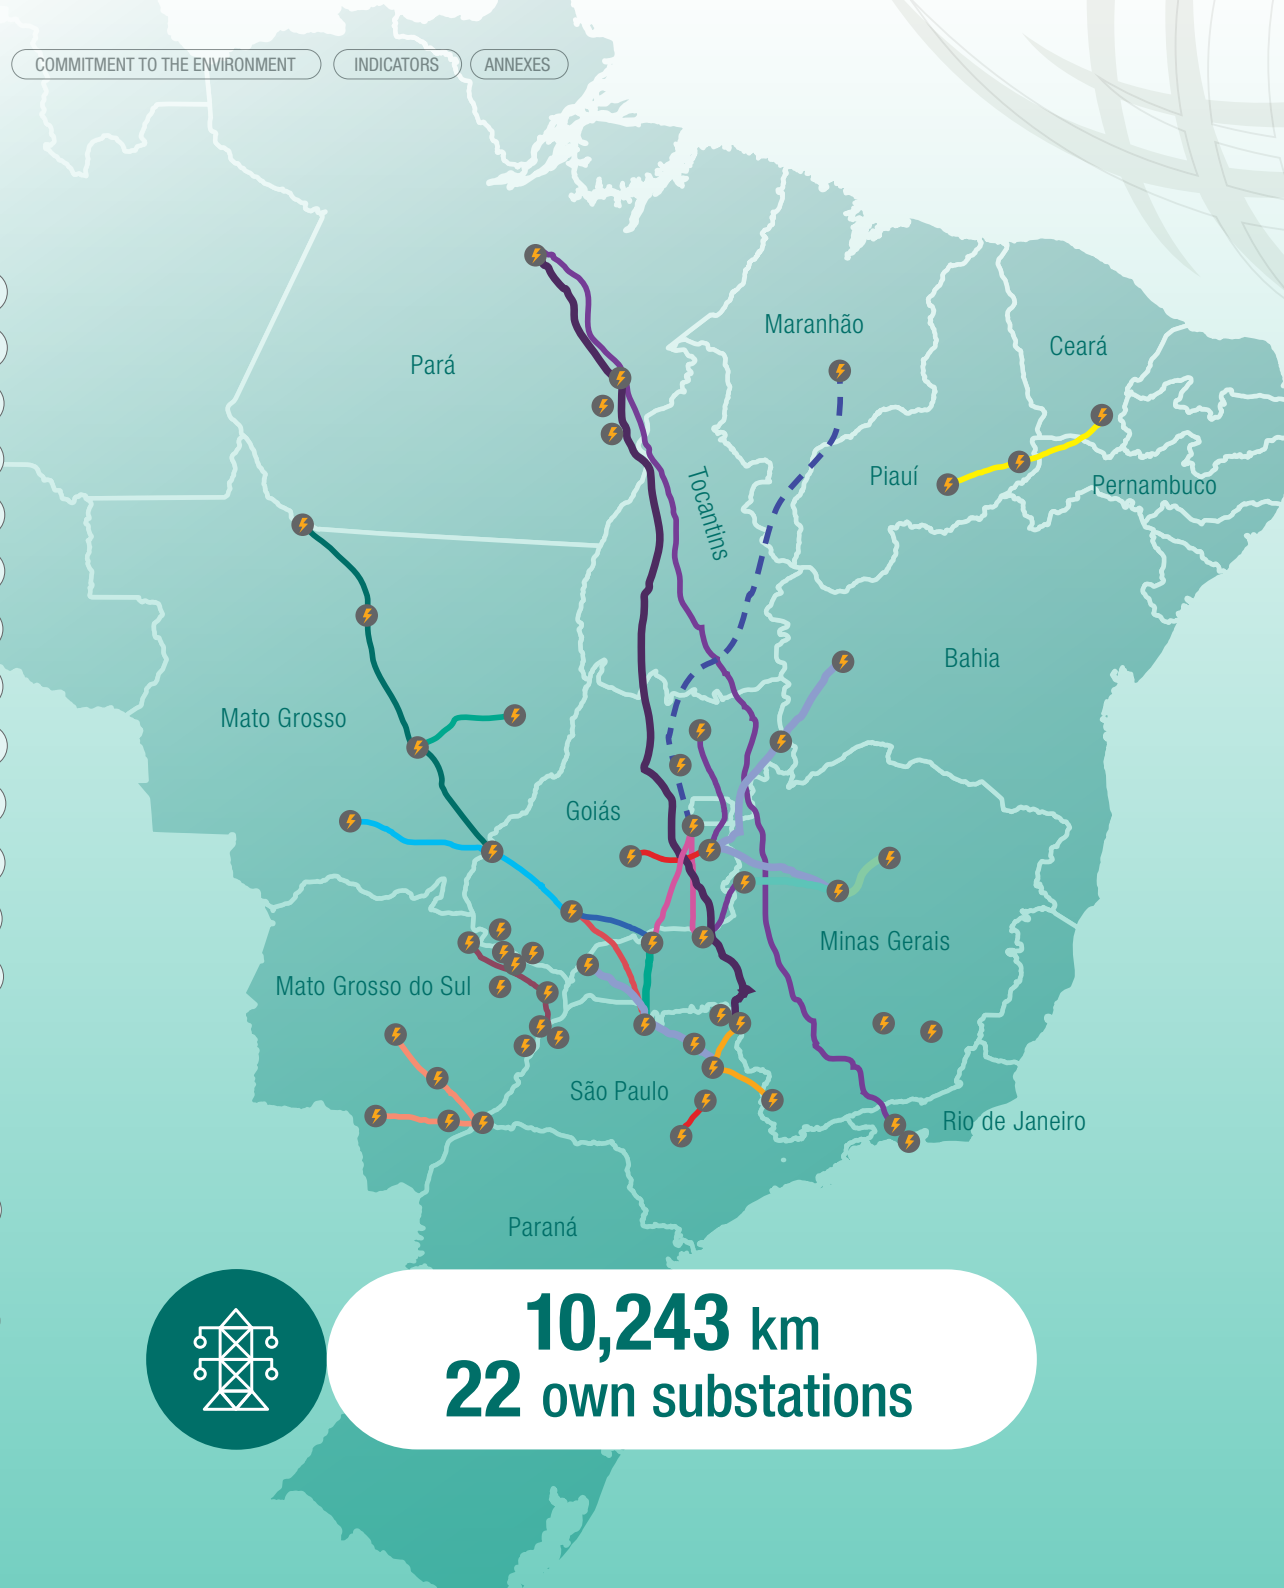 COMMITMENT TO THE ENVIRONMENT
INDICATORS
ANNEXES
Maranhão
Ceará
Pará
Tocantins
Piauí
Pernambuco
Bahia
Mato Grosso
Goiás
Minas Gerais
Mato Grosso do Sul
São Paulo
Rio de Janeiro
Paraná
10,243 km
22 own substations